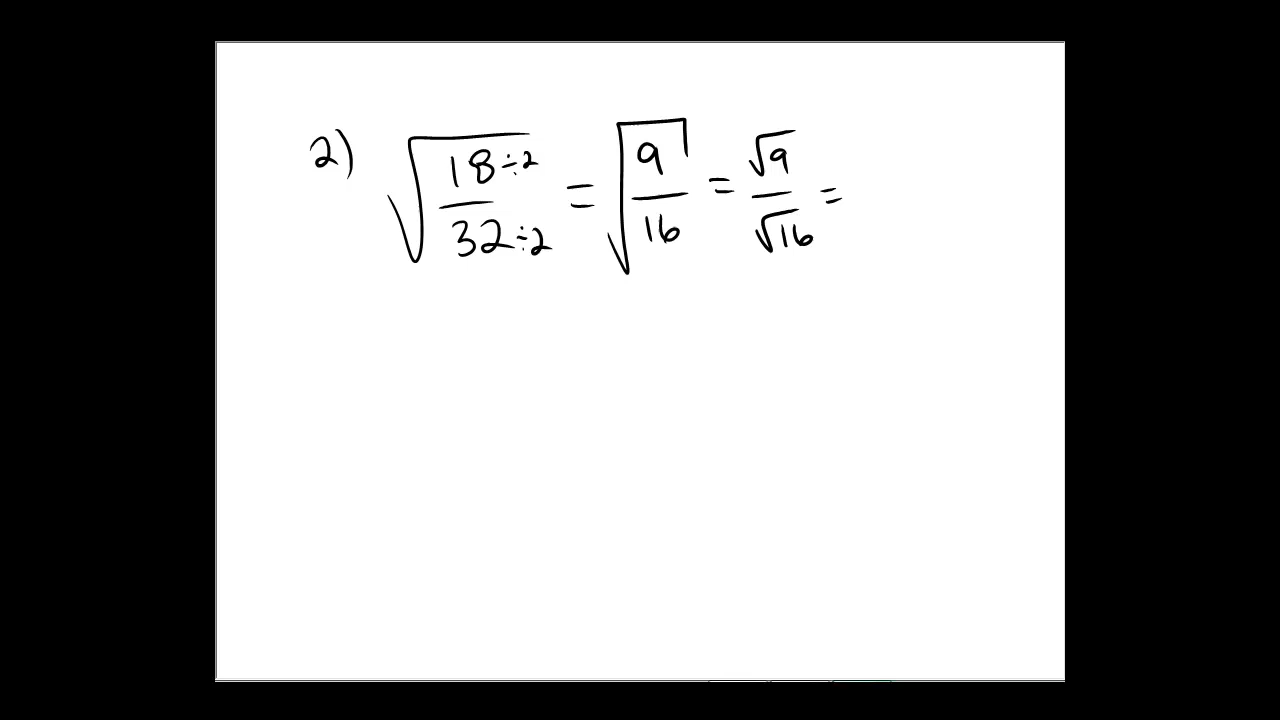 2) √(18÷2 / 32÷2) = √(9 / 16) = √9 / √16 =